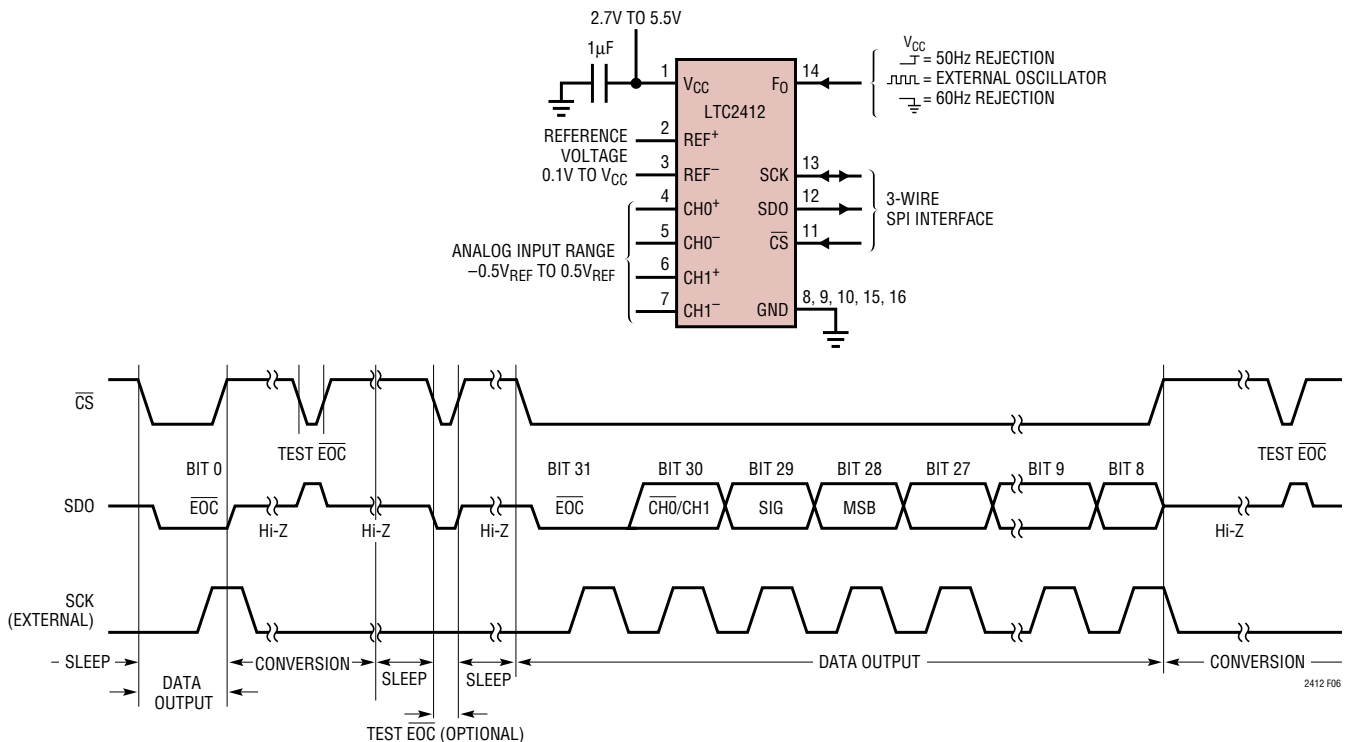 2.7V TO 5.5V
1μF
1
VCC
LTC2412
FO
14
VCC
= 50Hz REJECTION
= EXTERNAL OSCILLATOR
= 60Hz REJECTION
REFERENCE
VOLTAGE
0.1V TO VCC
2
REF+
3
REF–
SCK
13
4
CH0+
SDO
12
3-WIRE
SPI INTERFACE
5
CH0–
CS
11
ANALOG INPUT RANGE
–0.5VREF TO 0.5VREF
6
CH1+
7
CH1–
GND
8, 9, 10, 15, 16
CS
TEST EOC
TEST EOC
BIT 0
BIT 31
BIT 30
BIT 29
BIT 28
BIT 27
BIT 9
BIT 8
SDO
EOC
EOC
CH0/CH1
SIG
MSB
Hi-Z
Hi-Z
Hi-Z
Hi-Z
SCK
(EXTERNAL)
SLEEP
CONVERSION
DATA OUTPUT
CONVERSION
DATA
OUTPUT
SLEEP
SLEEP
2412 F06
TEST EOC (OPTIONAL)